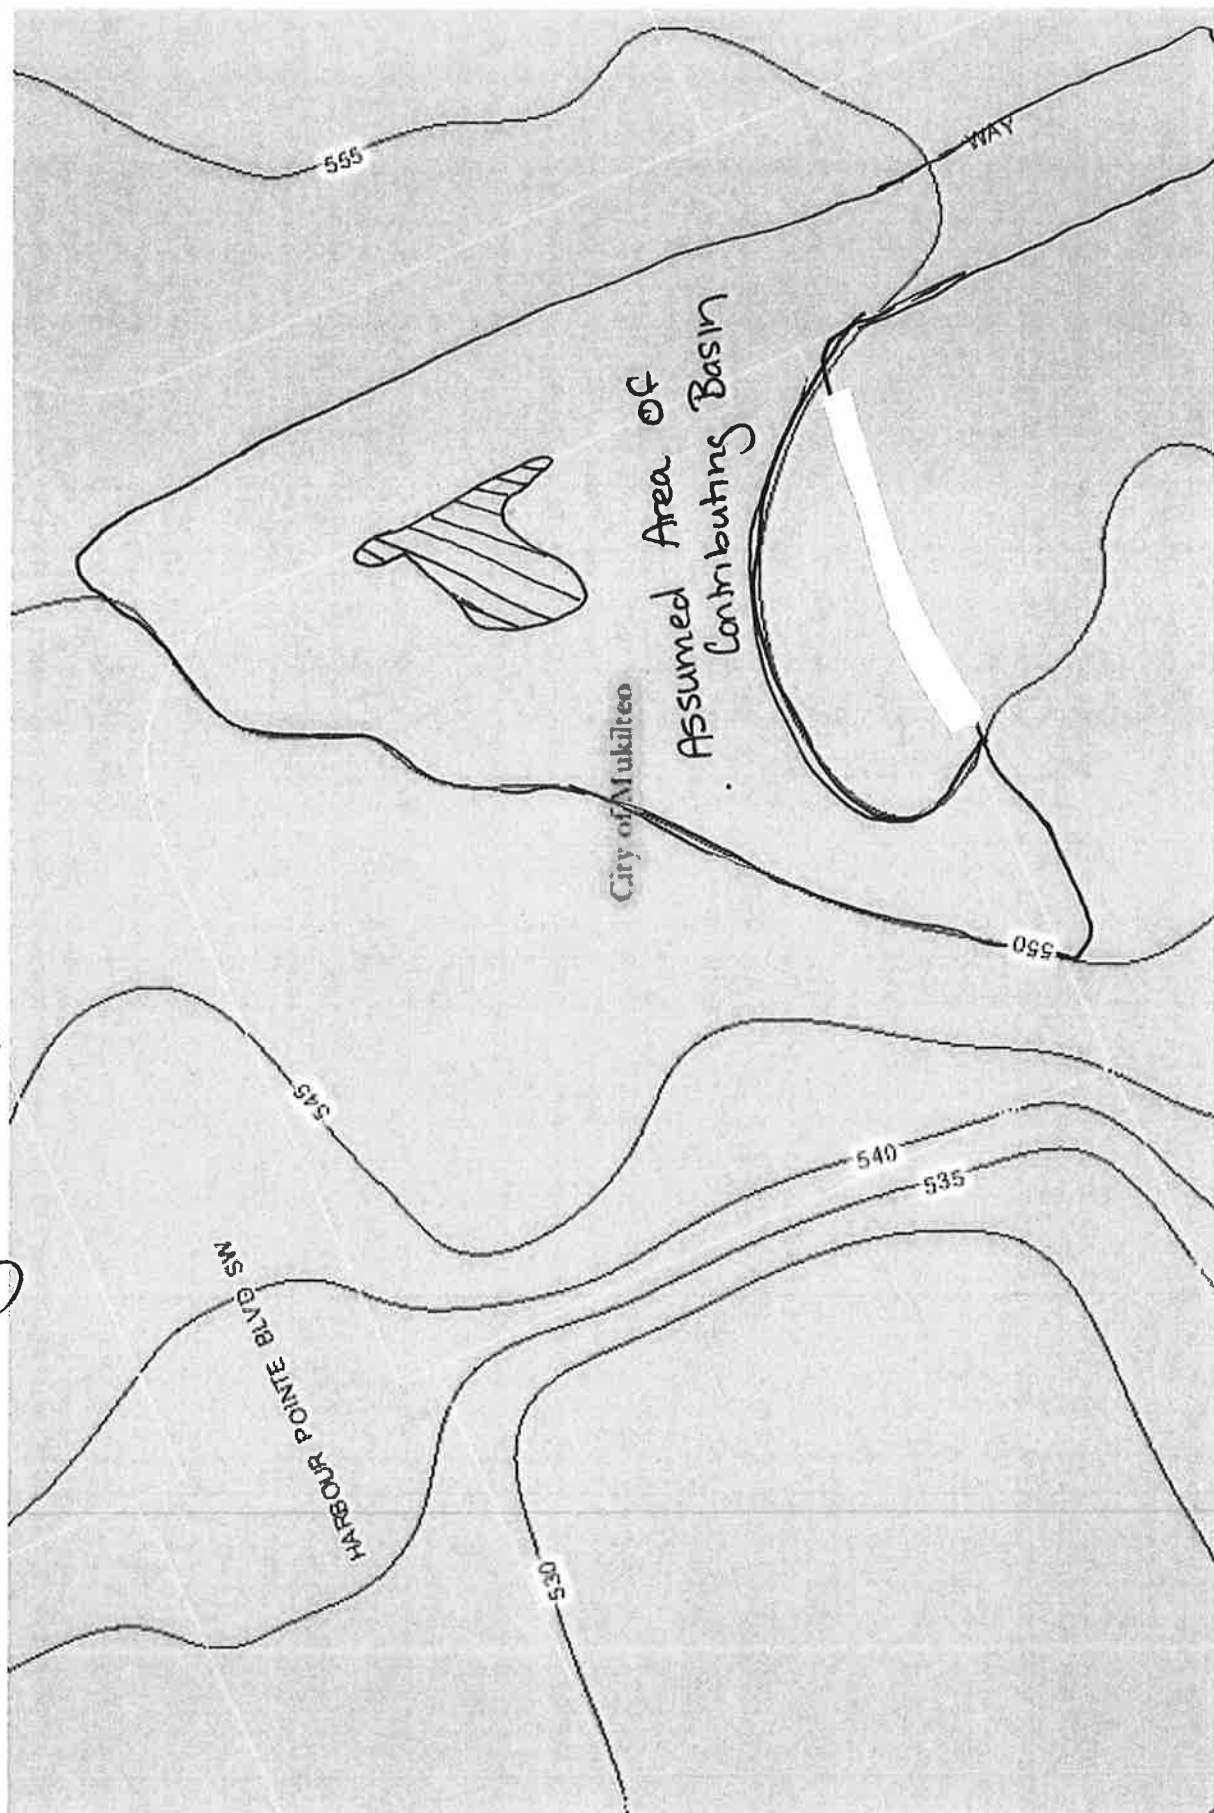 555
WAY
Assumed Area of
Contributing Basin
City of Mukilteo
550
545
540
535
HARBOUR POINTE BLVD SW
530